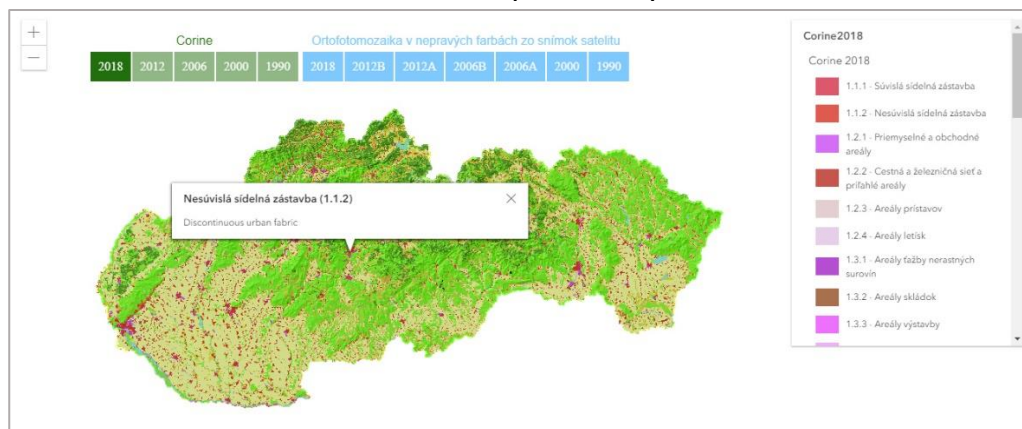 +
−
Corine
Ortofotomozaika v nepravých farbách zo snímok satelitu
2018 2012 2006 2000 1990 2018 2012B 2012A 2006B 2006A 2000 1990
Nesúvislá sídelná zástavba (1.1.2)
Discontinuous urban fabric
Corine2018
Corine 2018
1.1.1 - Súvislá sídelná zástavba
1.1.2 - Nesúvislá sídelná zástavba
1.2.1 - Priemyselné a obchodné
areály
1.2.2 - Cestná a železničná sieť a
priľahlé areály
1.2.3 - Areály prístavov
1.2.4 - Areály letísk
1.3.1 - Areály ťažby nerastných
surovín
1.3.2 - Areály skládok
1.3.3 - Areály výstavby